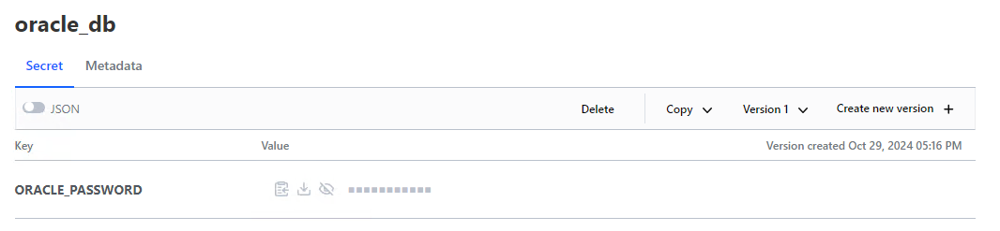 oracle_db
Secret Metadata
JSON Delete Copy Version 1 Create new version +
Key Value Version created Oct 29, 2024 05:16 PM
ORACLE_PASSWORD